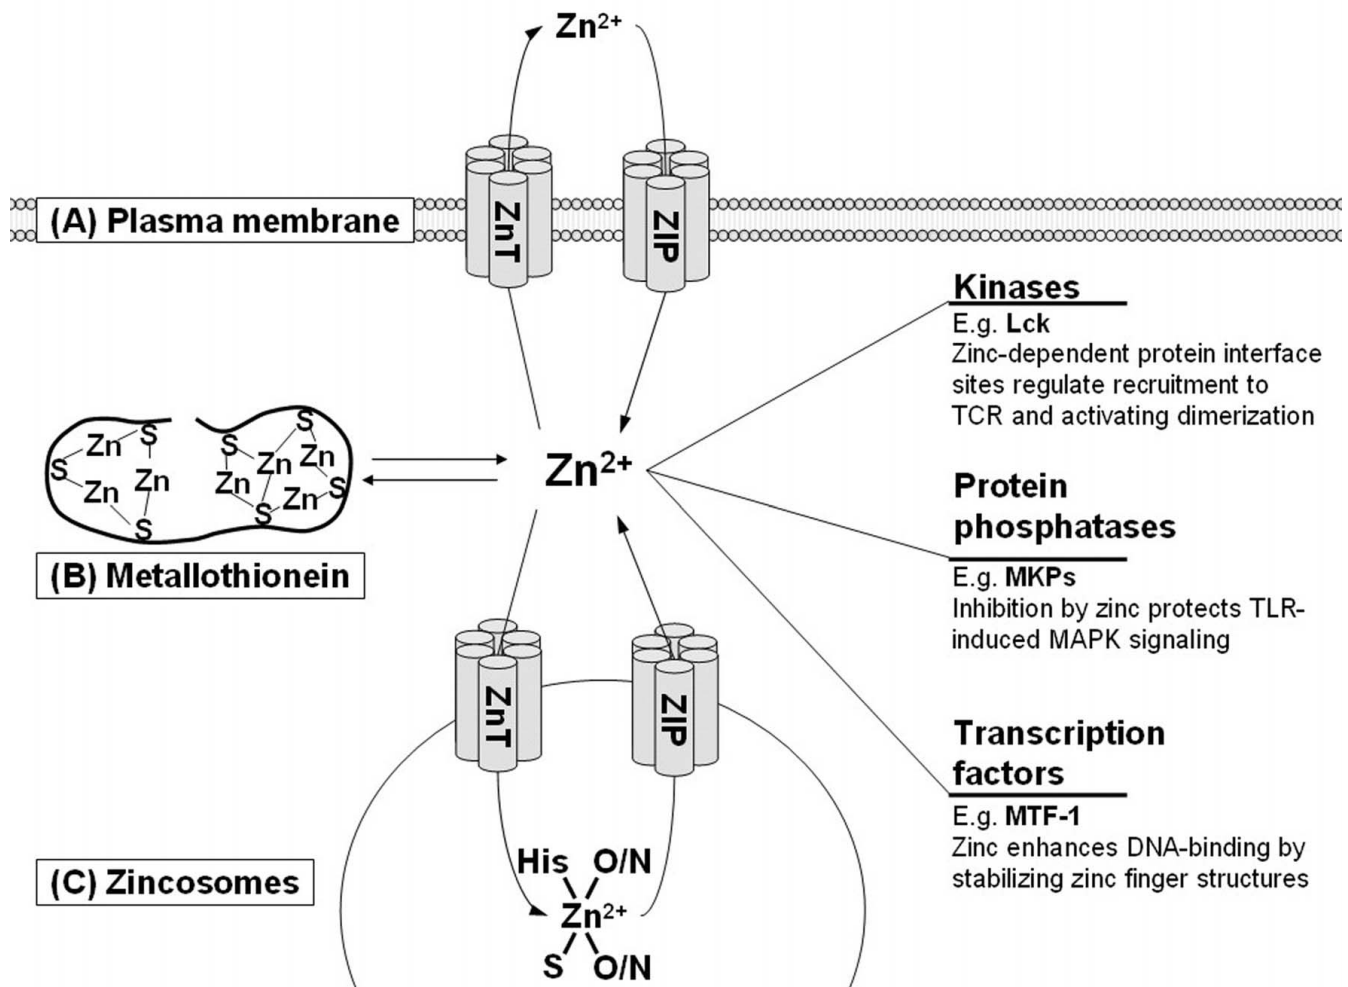 Zn2+
ZnT
ZIP
(A) Plasma membrane
Kinases
E.g. Lck
Zinc-dependent protein interface
sites regulate recruitment to
TCR and activating dimerization
S
Zn
S
S
Zn
Zn
Zn
S
S
Zn
Zn
Zn
Zn
S
S
Zn2+
(B) Metallothionein
Protein
phosphatases
E.g. MKPs
Inhibition by zinc protects TLR-
induced MAPK signaling
ZnT
ZIP
Transcription
factors
E.g. MTF-1
Zinc enhances DNA-binding by
stabilizing zinc finger structures
(C) Zincosomes
His O/N
Zn2+
S O/N